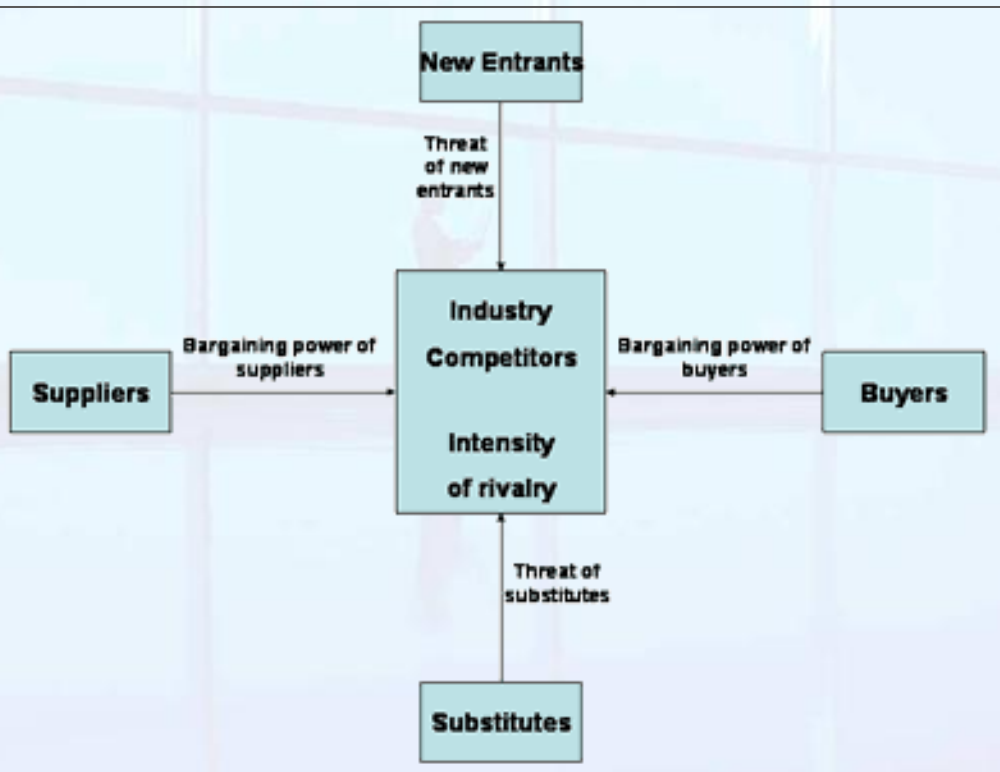 New Entrants
Threat
of new
entrants
Industry
Competitors
Intensity
of rivalry
Bargaining power of
suppliers
Suppliers
Bargaining power of
buyers
Buyers
Threat of
substitutes
Substitutes